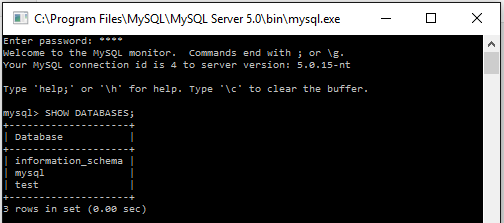 C:\Program Files\MySQL\MySQL Server 5.0\bin\mysql.exe
Enter password: ****
Welcome to the MySQL monitor.  Commands end with ; or \g.
Your MySQL connection id is 4 to server version: 5.0.15-nt
Type 'help;' or '\h' for help. Type '\c' to clear the buffer.
mysql> SHOW DATABASES;
+--------------------+
| Database           |
+--------------------+
| information_schema |
| mysql              |
| test               |
+--------------------+
3 rows in set (0.00 sec)